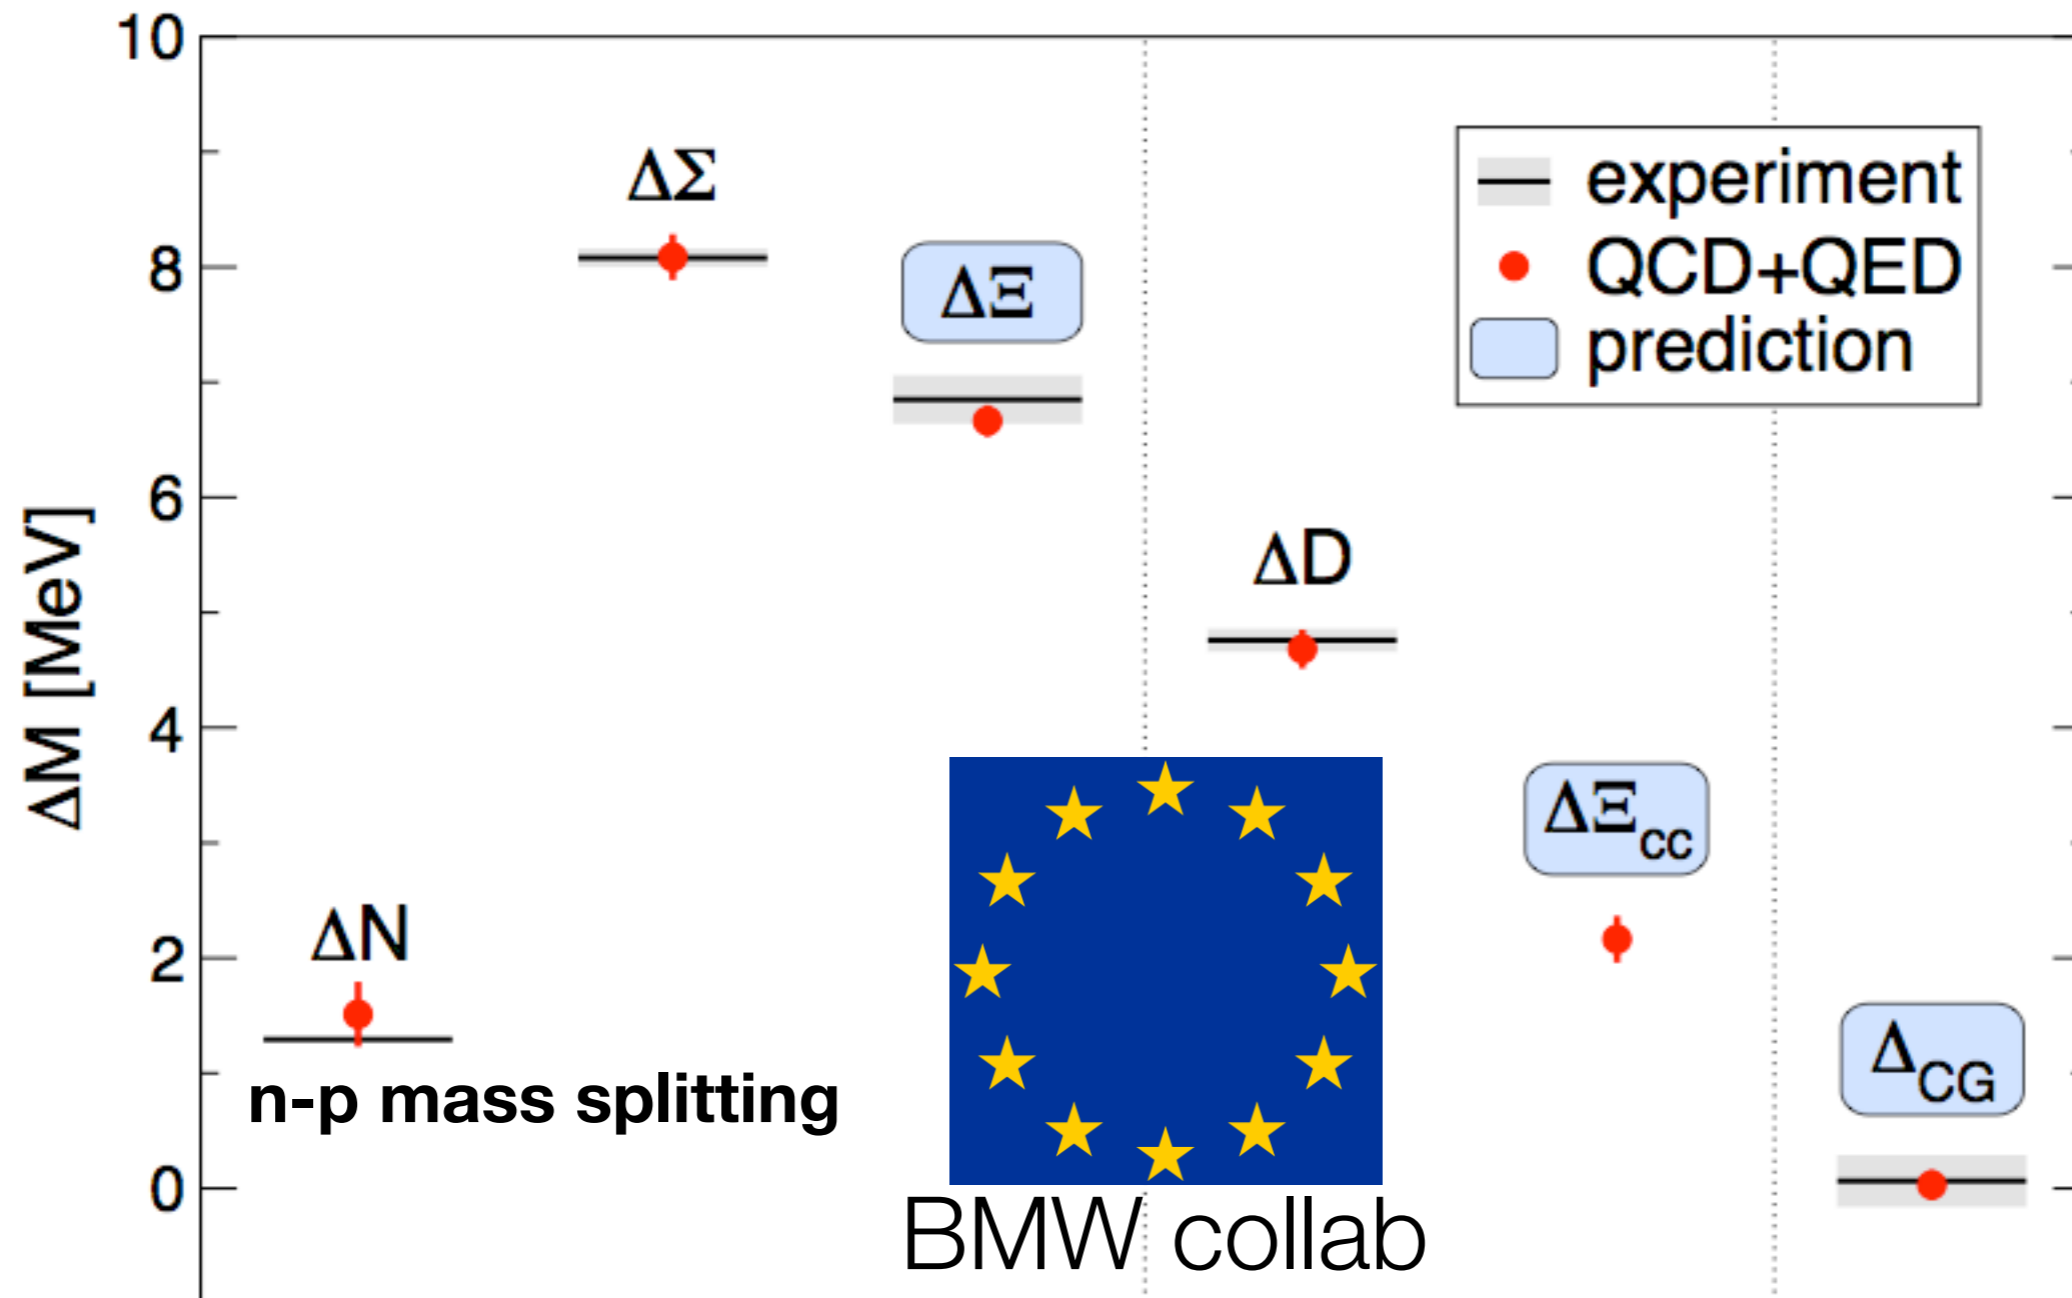 10
ΔΣ
experiment
8
ΔΞ
QCD+QED
prediction
6
ΔM [MeV]
ΔD
4
ΔΞcc
ΔN
2
ΔCG
n-p mass splitting
0
BMW collab